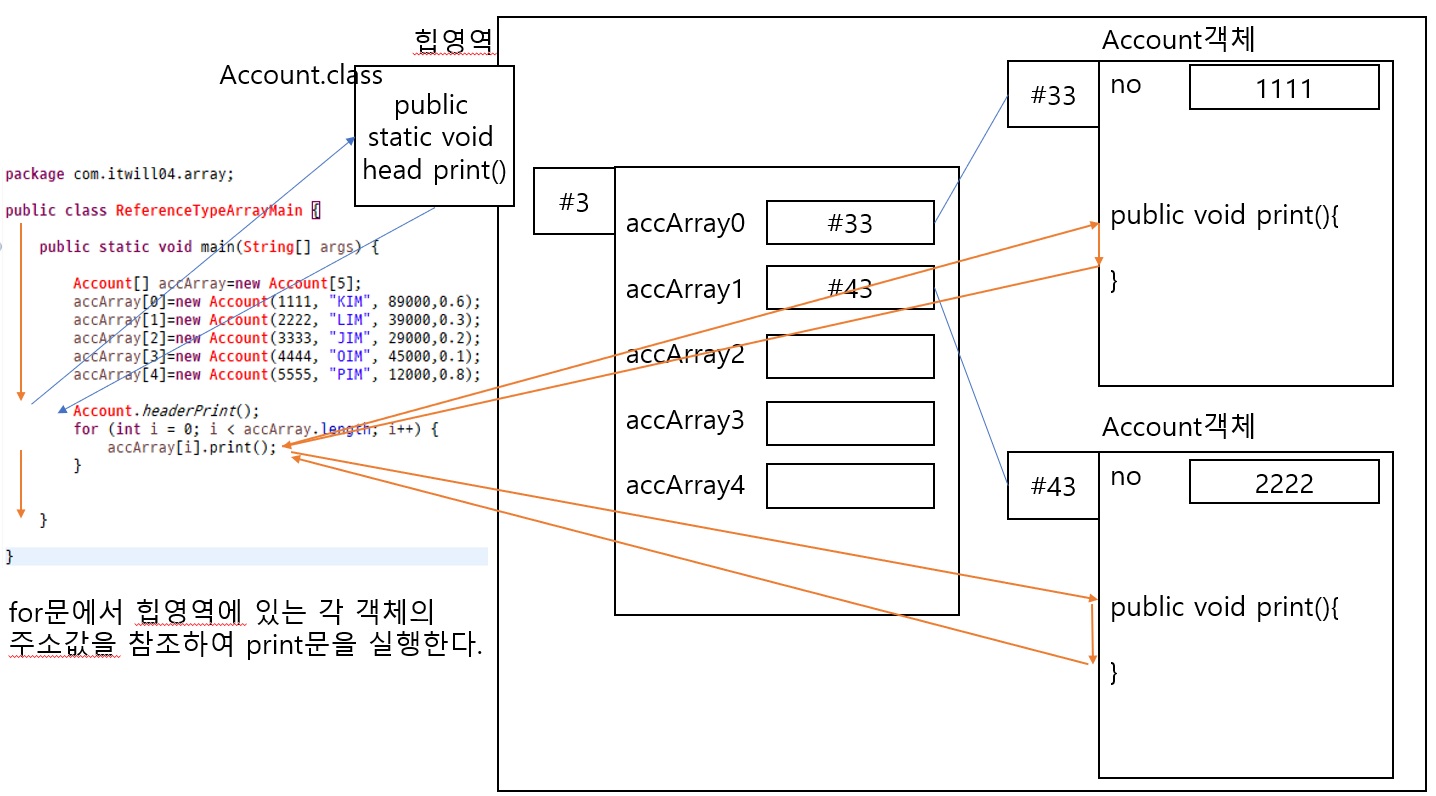 힙영역
Account.class
public
static void
head print()
package com.itwill04.array;
public class ReferenceTypeArrayMain {
public static void main(String[] args) {
Account[] accArray=new Account[5];
accArray[0]=new Account(1111, "KIM", 89000,0.6);
accArray[1]=new Account(2222, "LIM", 39000,0.3);
accArray[2]=new Account(3333, "JIM", 29000,0.2);
accArray[3]=new Account(4444, "OIM", 45000,0.1);
accArray[4]=new Account(5555, "PIM", 12000,0.8);
Account.headerPrint();
for (int i = 0; i < accArray.length; i++) {
accArray[i].print();
}
}
}
for문에서 힙영역에 있는 각 객체의
주소값을 참조하여 print문을 실행한다.
#3
accArray0 #33
accArray1 #43
accArray2
accArray3
accArray4
Account객체
#33
no 1111
public void print(){
}
Account객체
#43
no 2222
public void print(){
}